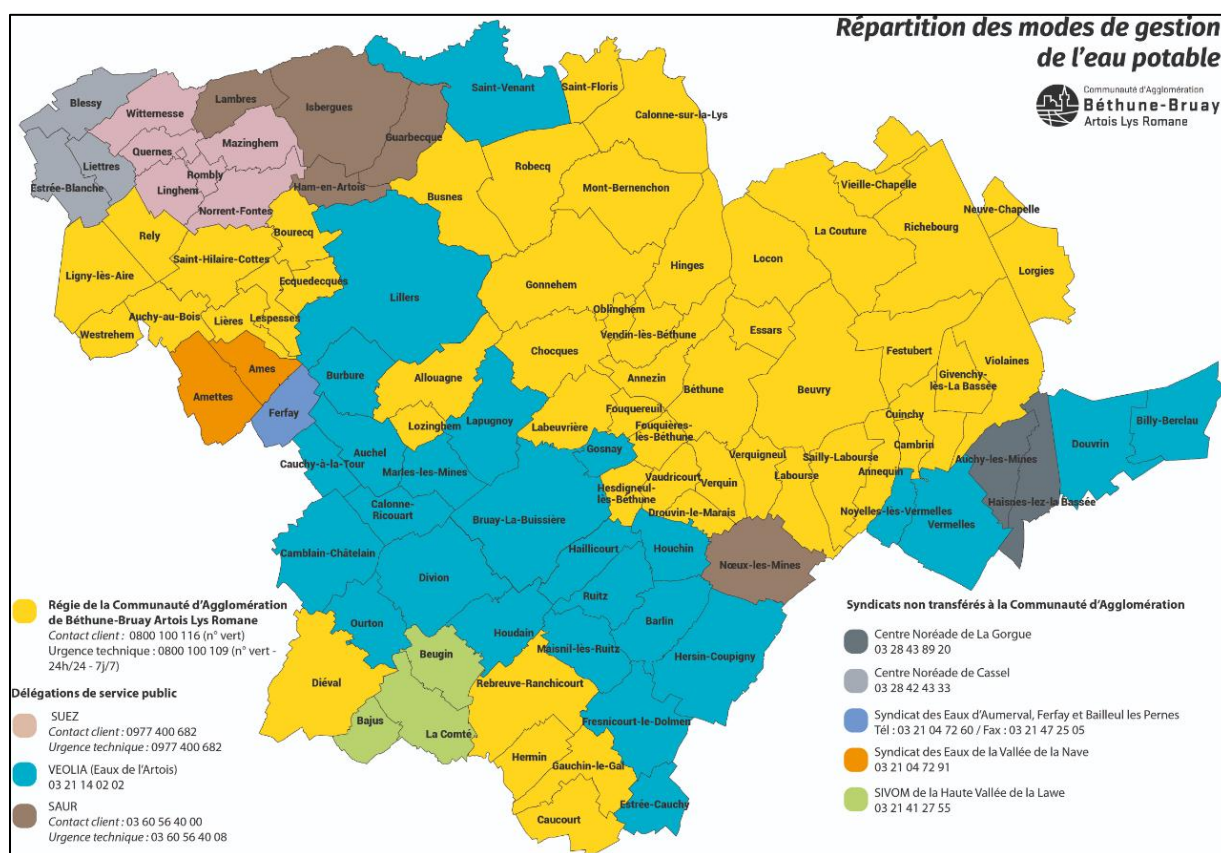 Répartition des modes de gestion
de l'eau potable
Communauté d'Agglomération
Béthune-Bruay
Artois Lys Romane
Blessy
Witternesse
Lambres
Isbergues
Saint-Venant
Saint-Floris
Calonne-sur-la-Lys
Guarbecque
Quernes
Mazinghem
Liettres
Rombly
Estrée-Blanche
Linghem
Ham-en-Artois
Norrent-Fontes
Busnes
Robecq
Mont-Bernenchon
Vieille-Chapelle
Neuve-Chapelle
Richebourg
La Couture
Rely
Bourecq
Saint-Hilaire-Cottes
Ligny-lès-Aire
Ecquedecques
Lillers
Gonnehem
Hinges
Locon
Lorgies
Auchy-au-Bois
Lières
Lespesses
Westrehem
Oblinghem
Vendin-lès-Béthune
Essars
Festubert
Violaines
Givenchy-
lès-La Bassée
Chocques
Ames
Amettes
Ferfay
Burbure
Allouagne
Annezin
Béthune
Beuvry
Lozinghem
Lapugnoy
Labeuvrière
Fouquereuil
Fouquières-
lès-Béthune
Cuinchy
Cambrin
Billy-Berclau
Douvrin
Auchel
Cauchy-à-la-Tour
Marles-les-Mines
Gosnay
Verquigneul
Sailly-Labourse
Labourse
Annequin
Auchy-les-Mines
Vaudricourt
Verquin
Hesdigneul-
lès-Béthune
Drouvin-le-Marais
Haisnes-lez-la Bassée
Noyelles-lès-Vermelles
Vermelles
Calonne-
Ricouart
Bruay-La-Buissière
Camblain-Châtelain
Haillicourt
Houchin
Nœux-les-Mines
Divion
Ruitz
Ourton
Houdain
Barlin
Maisnil-lès-Ruitz
Hersin-Coupigny
Beugin
Diéval
Rebreuve-Ranchicourt
Bajus
La Comté
Fresnicourt-le-Dolmen
Hermin
Gauchin-le-Gal
Estrée-Cauchy
Caucourt
Régie de la Communauté d'Agglomération
de Béthune-Bruay Artois Lys Romane
Contact client : 0800 100 116 (n° vert)
Urgence technique : 0800 100 109 (n° vert -
24h/24 - 7j/7)
Délégations de service public
SUEZ
Contact client : 0977 400 682
Urgence technique : 0977 400 682
VEOLIA (Eaux de l'Artois)
03 21 14 02 02
SAUR
Contact client : 03 60 56 40 00
Urgence technique : 03 60 56 40 08
Syndicats non transférés à la Communauté d'Agglomération
Centre Noréade de La Gorgue
03 28 43 89 20
Centre Noréade de Cassel
03 28 42 43 33
Syndicat des Eaux d'Aumerval, Ferfay et Bailleul les Pernes
Tél : 03 21 04 72 60 / Fax : 03 21 47 25 05
Syndicat des Eaux de la Vallée de la Nave
03 21 04 72 91
SIVOM de la Haute Vallée de la Lawe
03 21 41 27 55